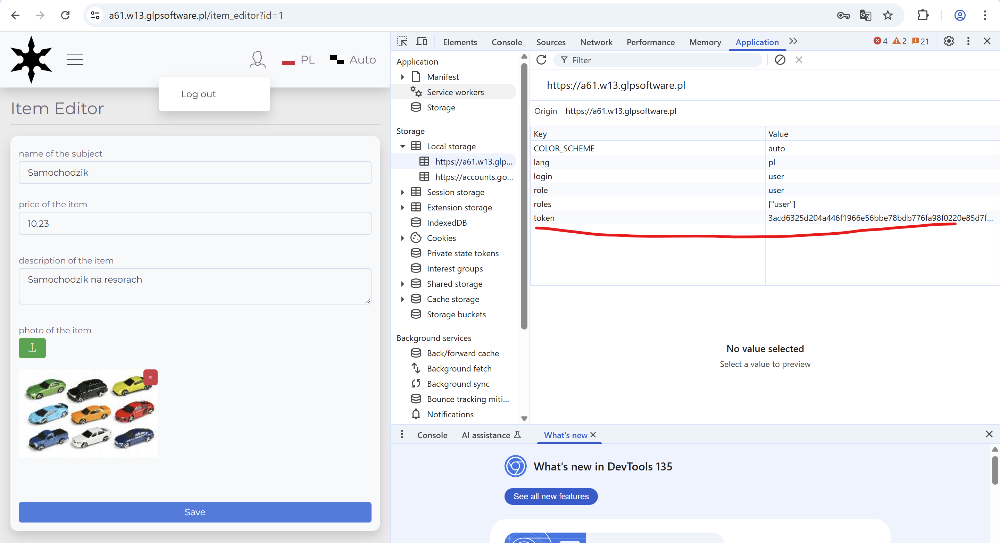 a61.w13.glpsoftware.pl/item_editor?id=1
PL
Auto
Log out
Item Editor
name of the subject
Samochodzik
price of the item
10.23
description of the item
Samochodzik na resorach
photo of the item
×
Save
Elements Console Sources Network Performance Memory Application
4 2 21
Application
Manifest
Service workers
Storage
Storage
Local storage
https://a61.w13.glp...
https://accounts.go...
Session storage
Extension storage
IndexedDB
Cookies
Private state tokens
Interest groups
Shared storage
Cache storage
Storage buckets
Background services
Back/forward cache
Background fetch
Background sync
Bounce tracking miti...
Notifications
Filter
https://a61.w13.glpsoftware.pl
Origin https://a61.w13.glpsoftware.pl
Key Value
COLOR_SCHEME auto
lang pl
login user
role user
roles ["user"]
token 3acd6325d204a446f1966e56bbe78bdb776fa98f0220e85d7f...
No value selected
Select a value to preview
Console AI assistance What's new
What's new in DevTools 135
See all new features